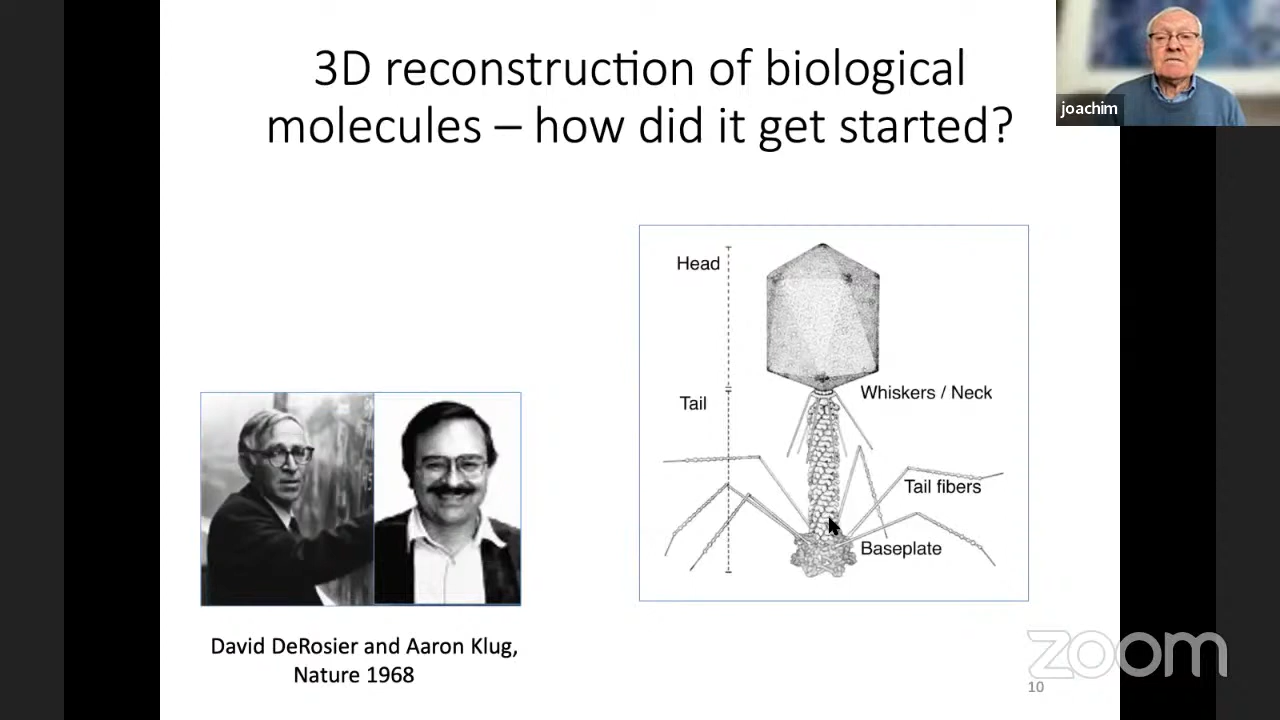 3D reconstruction of biological
molecules – how did it get started?
joachim
Head
Tail
Whiskers / Neck
Tail fibers
Baseplate
David DeRosier and Aaron Klug,
Nature 1968
zoom
10